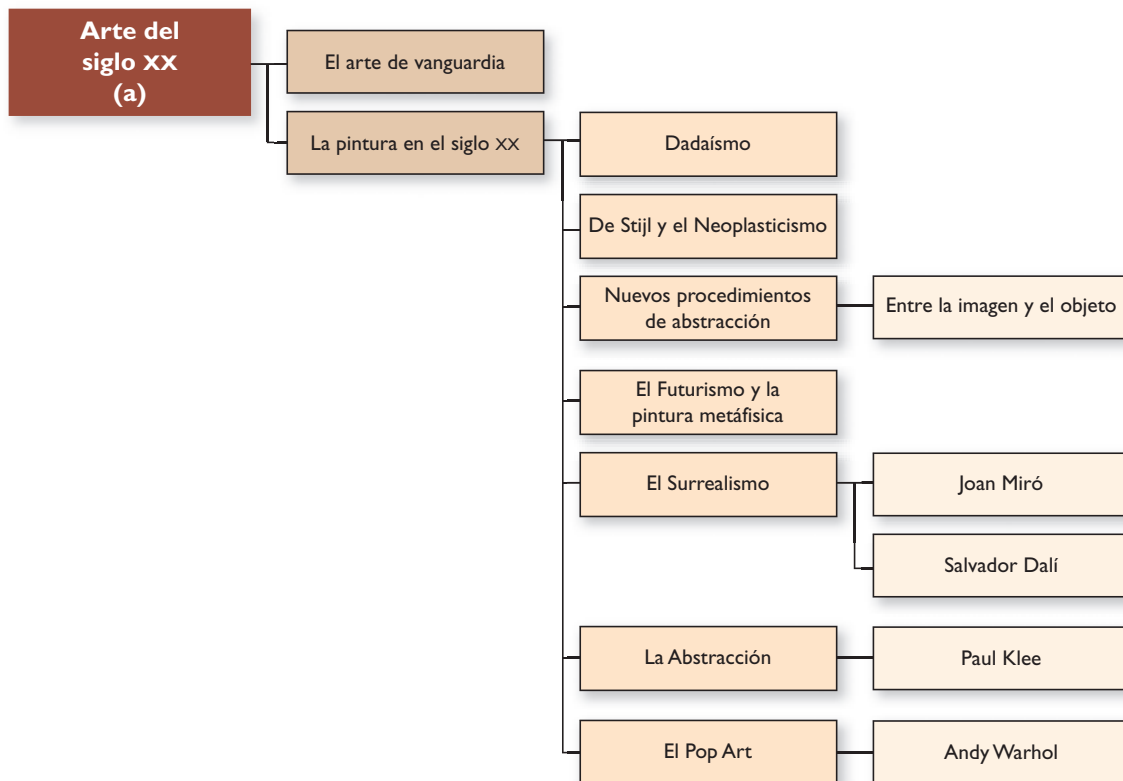 Arte del
siglo XX
(a)
El arte de vanguardia
La pintura en el siglo XX
Dadaísmo
De Stijl y el Neoplasticismo
Nuevos procedimientos
de abstracción
Entre la imagen y el objeto
El Futurismo y la
pintura metáfisica
El Surrealismo
Joan Miró
Salvador Dalí
La Abstracción
Paul Klee
El Pop Art
Andy Warhol